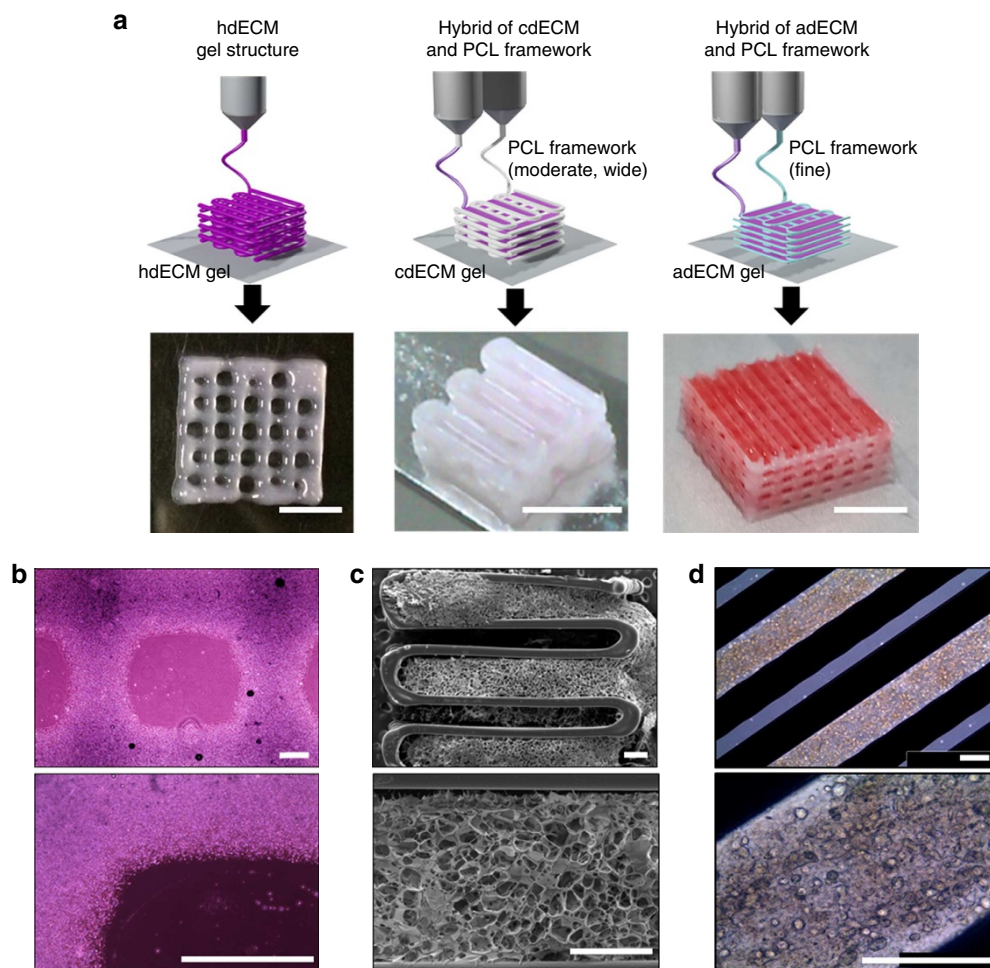 a
hdECM
gel structure
Hybrid of cdECM
and PCL framework
Hybrid of adECM
and PCL framework
PCL framework
(moderate, wide)
PCL framework
(fine)
hdECM gel
cdECM gel
adECM gel
b
c
d